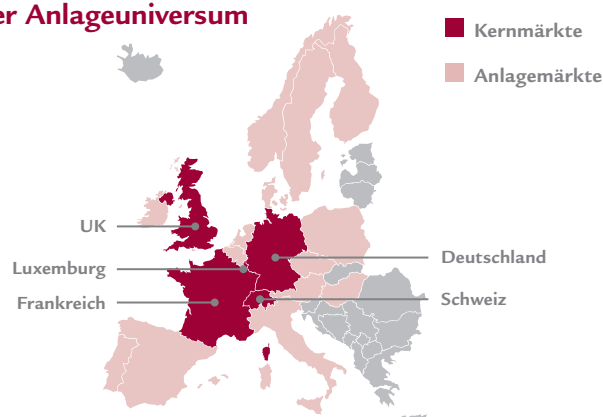 er Anlageuniversum
Kernmärkte
Anlagemärkte
UK
Luxemburg
Frankreich
Deutschland
Schweiz